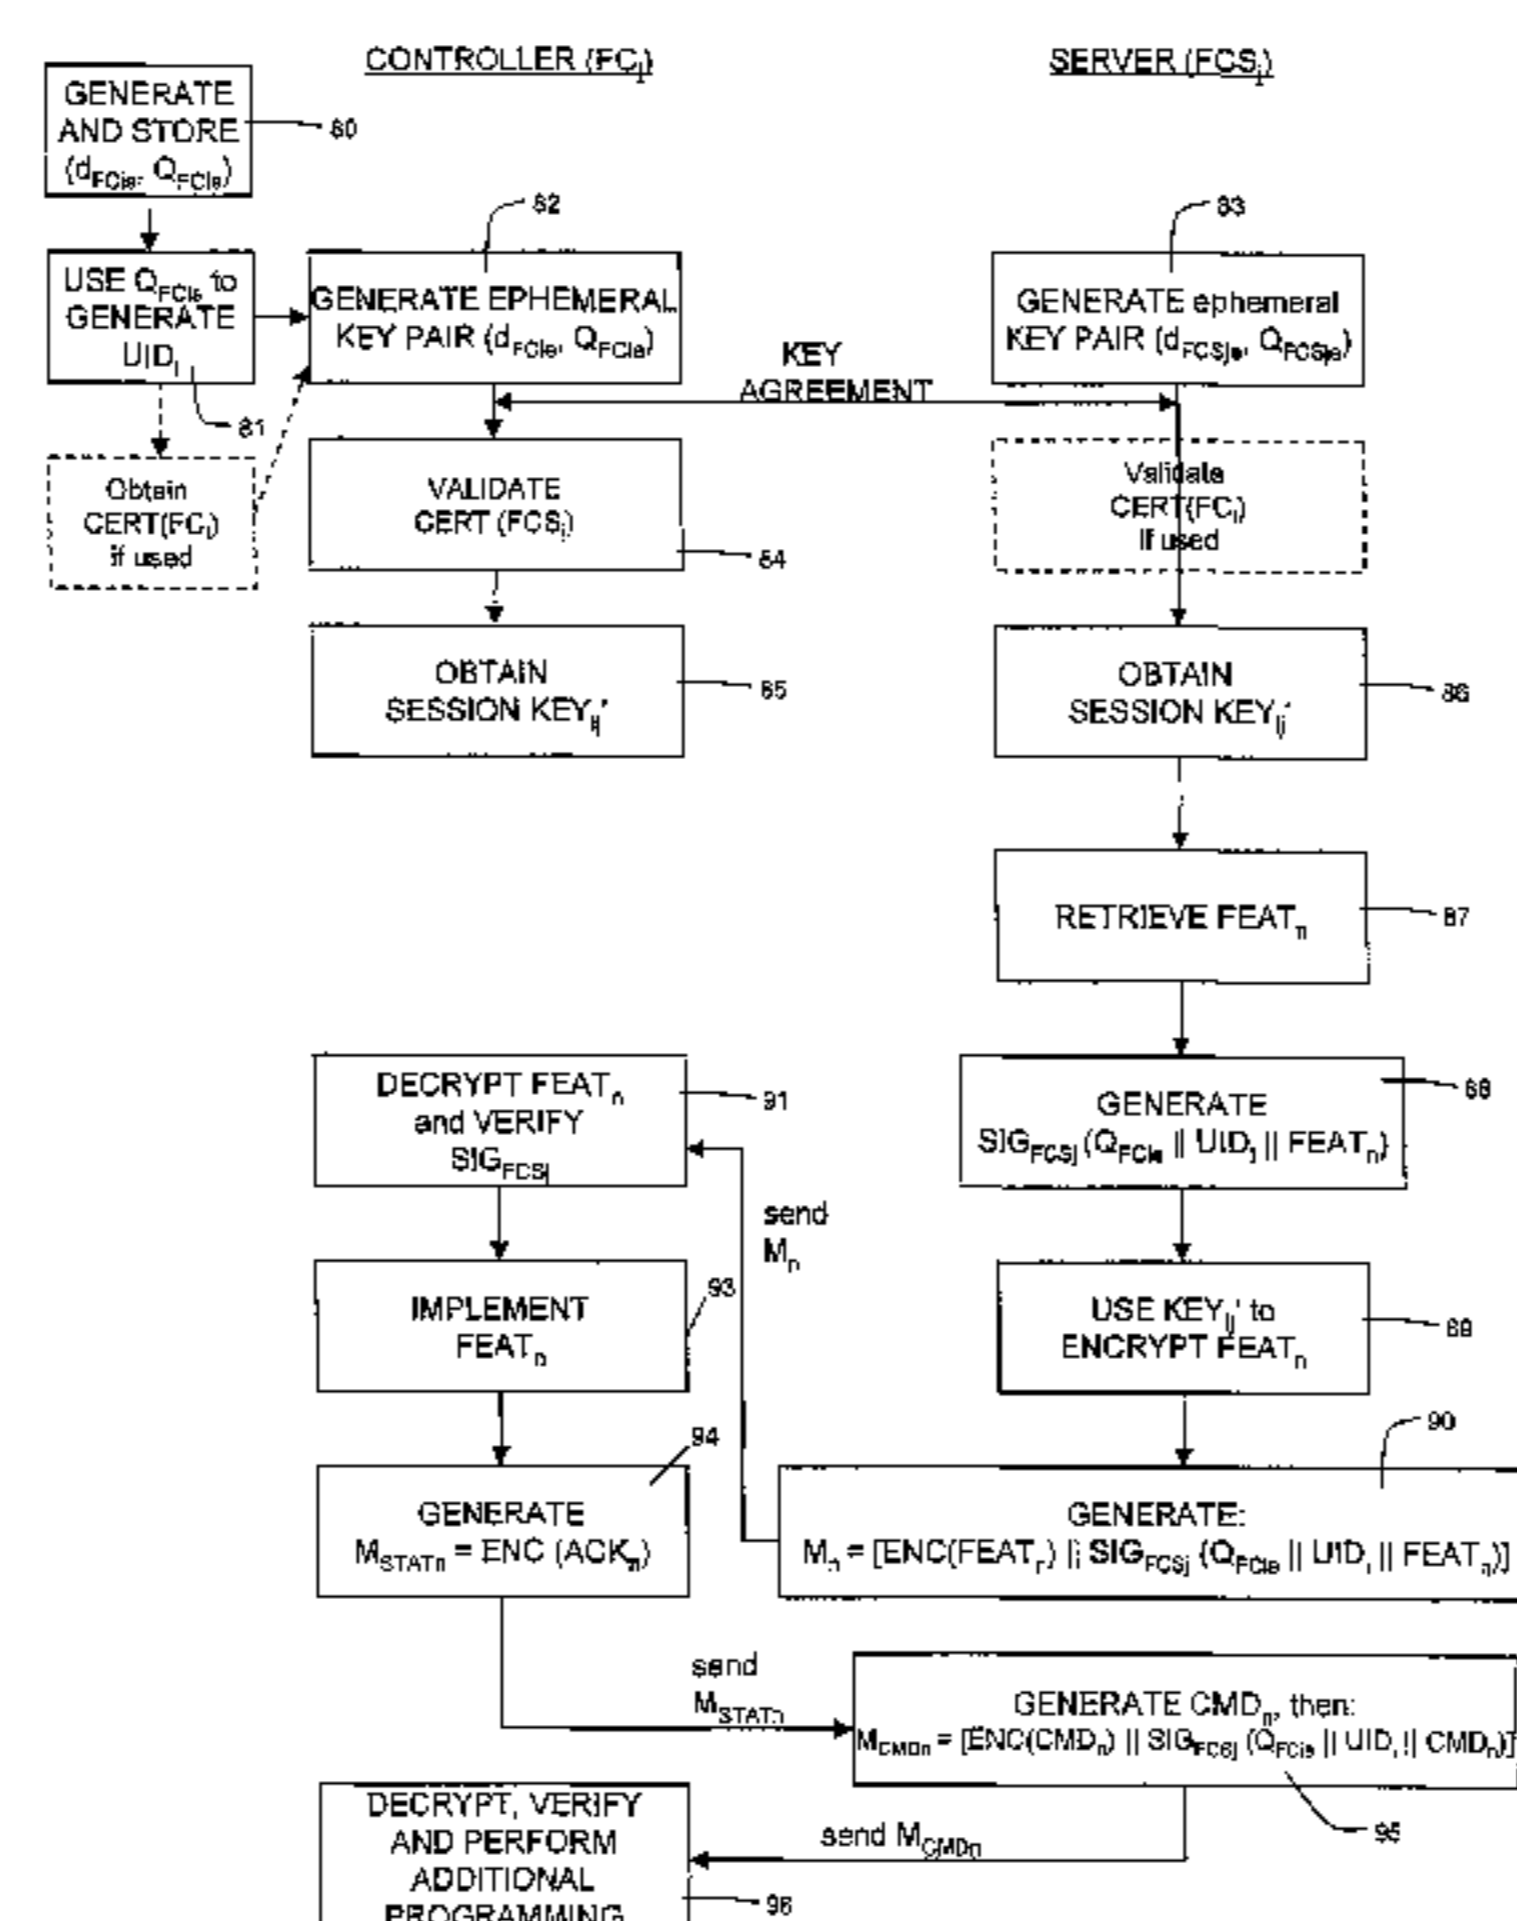 CONTROLLER (FCi)
SERVER (FCSj)
GENERATE
AND STORE
(dFCis, QFCis)
80
USE QFCis to
GENERATE
UIDi
81
Obtain
CERT(FCi)
if used
82
GENERATE EPHEMERAL
KEY PAIR (dFCie, QFCie)
83
GENERATE ephemeral
KEY PAIR (dFCSje, QFCSje)
KEY
AGREEMENT
VALIDATE
CERT (FCSj)
84
Validate
CERT(FCi)
If used
OBTAIN
SESSION KEYij'
85
OBTAIN
SESSION KEYij'
86
RETRIEVE FEATn
87
GENERATE
SIGFCSj (QFCie || UIDi || FEATn)
88
DECRYPT FEATn
and VERIFY
SIGFCSj
91
send
Mn
USE KEYij' to
ENCRYPT FEATn
89
IMPLEMENT
FEATn
93
90
GENERATE:
Mn = [ENC(FEATn) || SIGFCSj (QFCie || UIDi || FEATn)]
94
GENERATE
MSTATn = ENC (ACKn)
send
MSTATn
GENERATE CMDn, then:
MCMDn = [ENC(CMDn) || SIGFCSj (QFCie || UIDi || CMDn)]
95
send MCMDn
DECRYPT, VERIFY
AND PERFORM
ADDITIONAL
PROGRAMMING
96